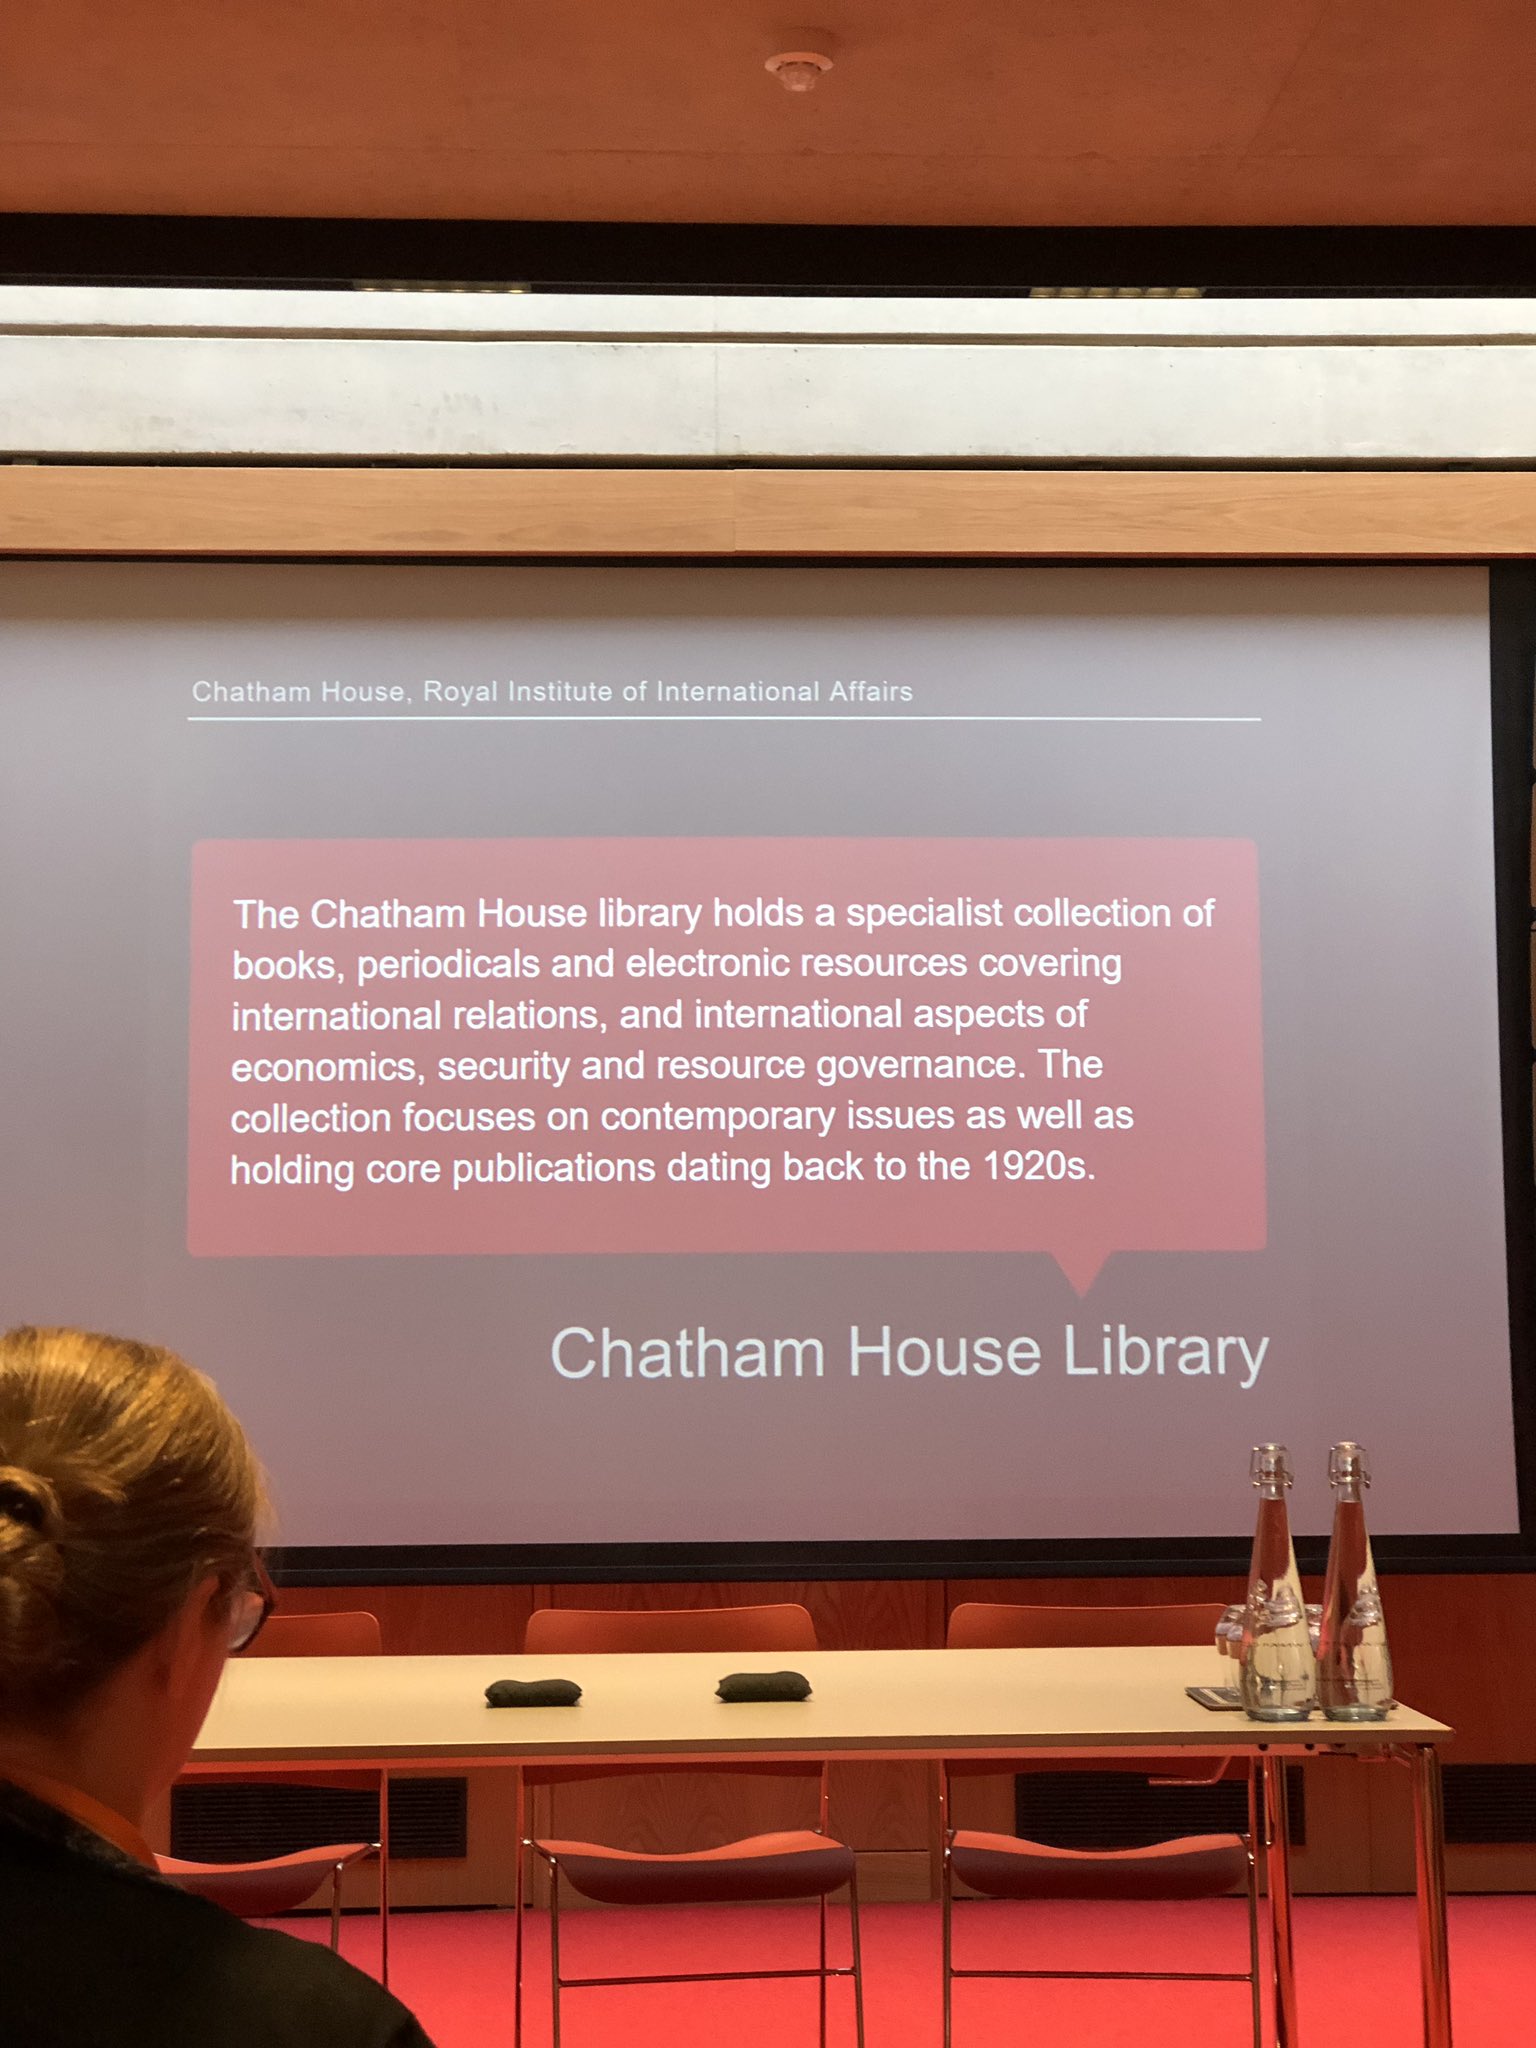 Chatham House, Royal Institute of International Affairs
The Chatham House library holds a specialist collection of
books, periodicals and electronic resources covering
international relations, and international aspects of
economics, security and resource governance. The
collection focuses on contemporary issues as well as
holding core publications dating back to the 1920s.
Chatham House Library